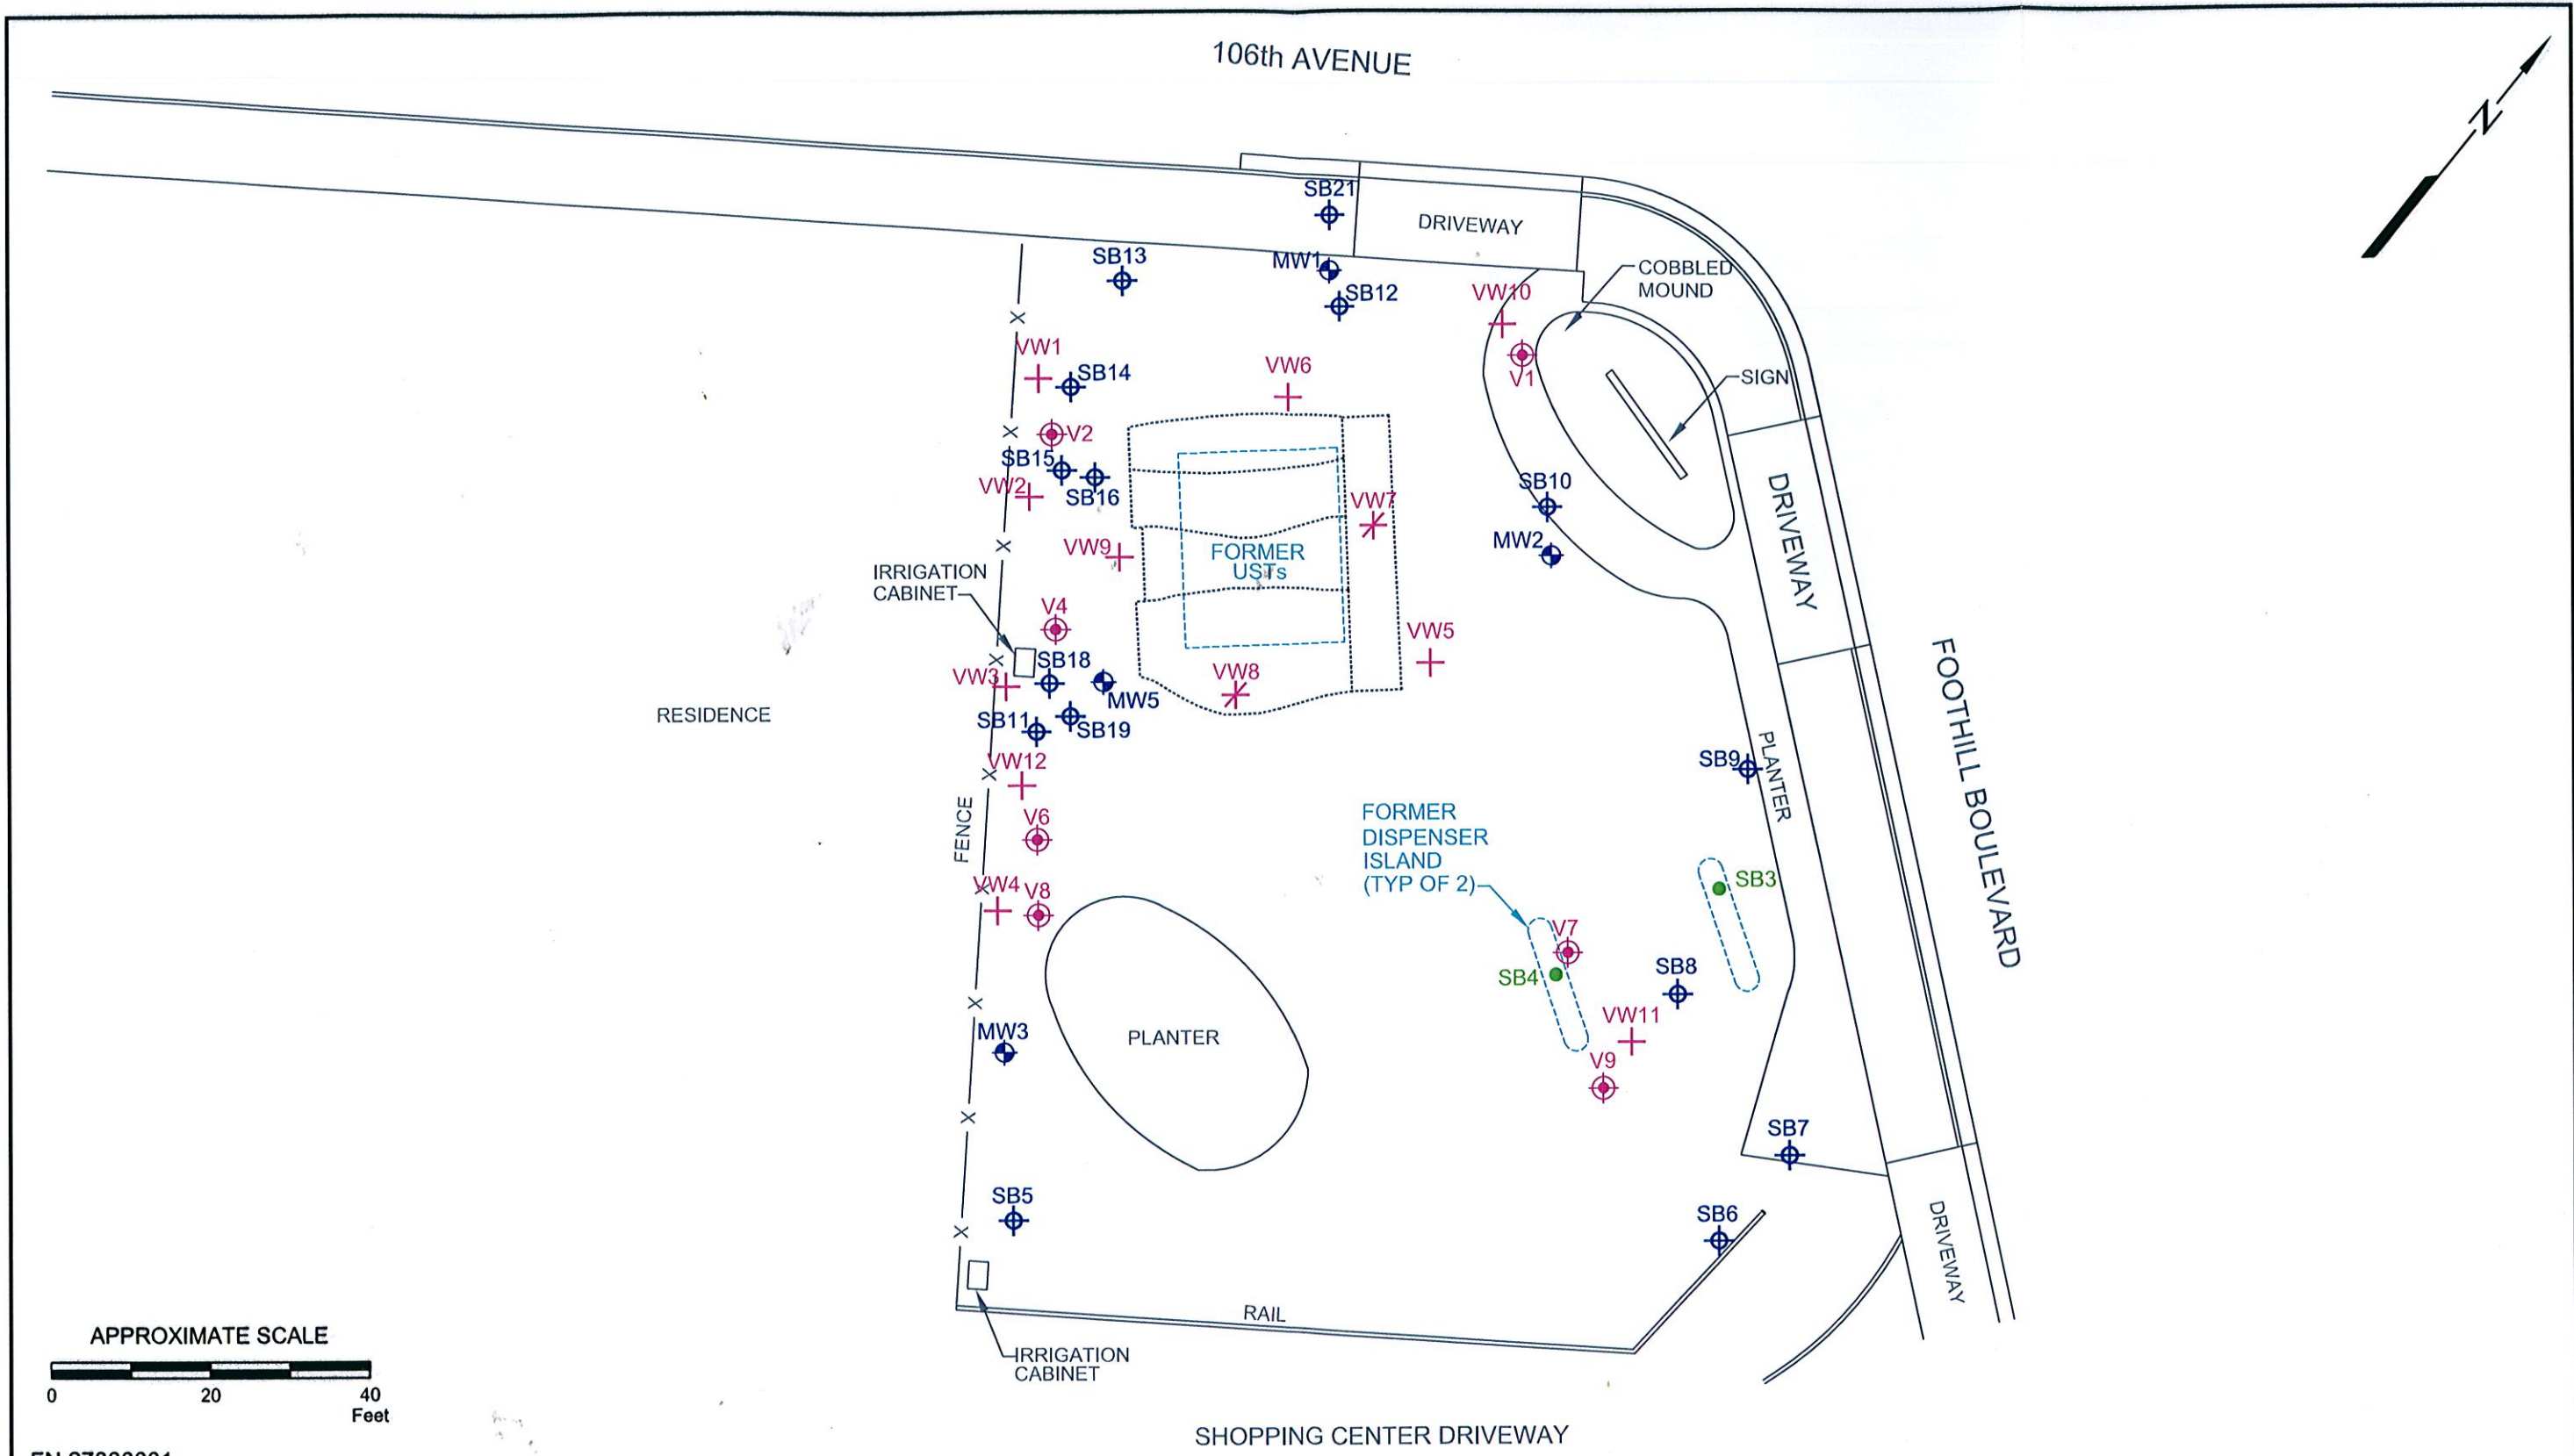 106th AVENUE
N
SB21
DRIVEWAY
SB13
MW1
SB12
COBBLED
MOUND
VW10
VW1
SB14
VW6
V1
SIGN
V2
SB15
VW2
SB16
SB10
VW7
MW2
DRIVEWAY
VW9
FORMER
USTs
IRRIGATION
CABINET
V4
VW5
SB18
VW3
VW8
MW5
RESIDENCE
SB11
SB19
VW12
SB9
PLANTER
FOOTHILL BOULEVARD
FENCE
V6
FORMER
DISPENSER
ISLAND
(TYP OF 2)
VW4
V8
SB3
V7
SB4
SB8
VW11
MW3
PLANTER
V9
SB7
SB5
SB6
DRIVEWAY
RAIL
APPROXIMATE SCALE
0 20 40
Feet
IRRIGATION
CABINET
SHOPPING CENTER DRIVEWAY